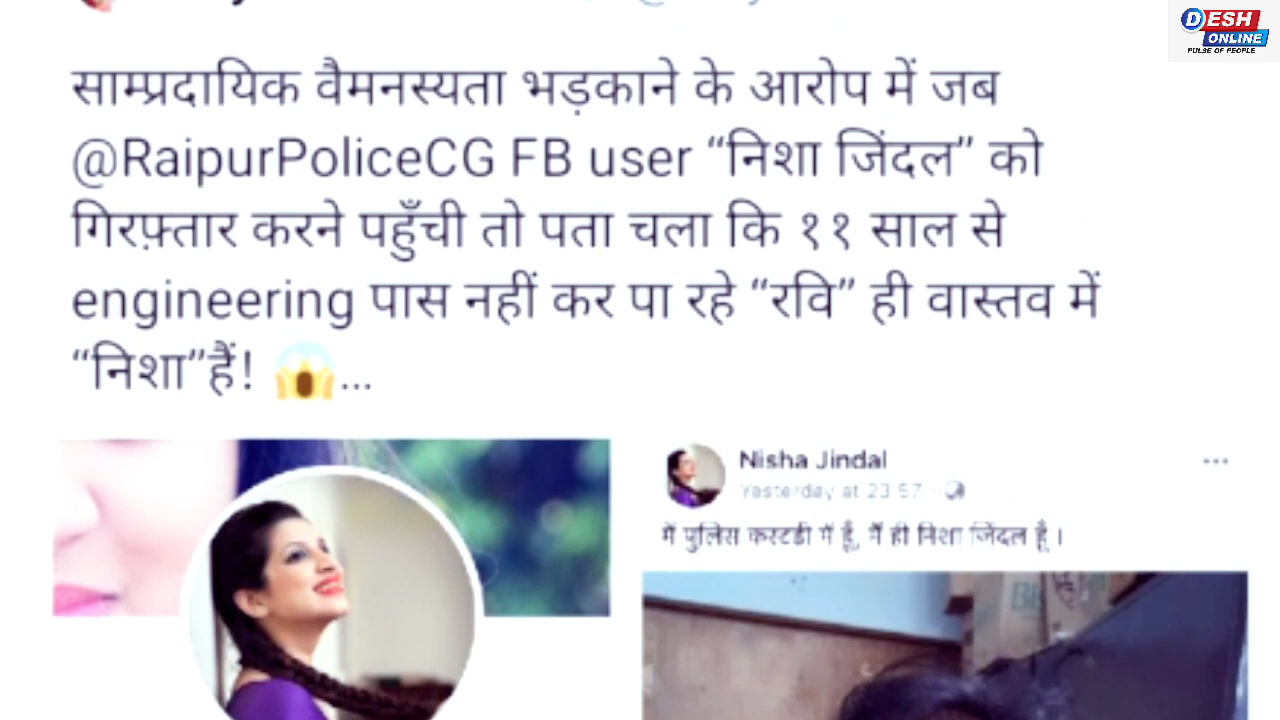 DESH
ONLINE
PULSE OF PEOPLE
साम्प्रदायिक वैमनस्यता भड़काने के आरोप में जब
@RaipurPoliceCG FB user “निशा जिंदल” को
गिरफ़्तार करने पहुँची तो पता चला कि ११ साल से
engineering पास नहीं कर पा रहे “रवि” ही वास्तव में
“निशा”हैं! 😱...
Nisha Jindal
Yesterday at 23:57
में पुलिस कस्टडी में हूँ, मैं ही निशा जिंदल हूँ ।